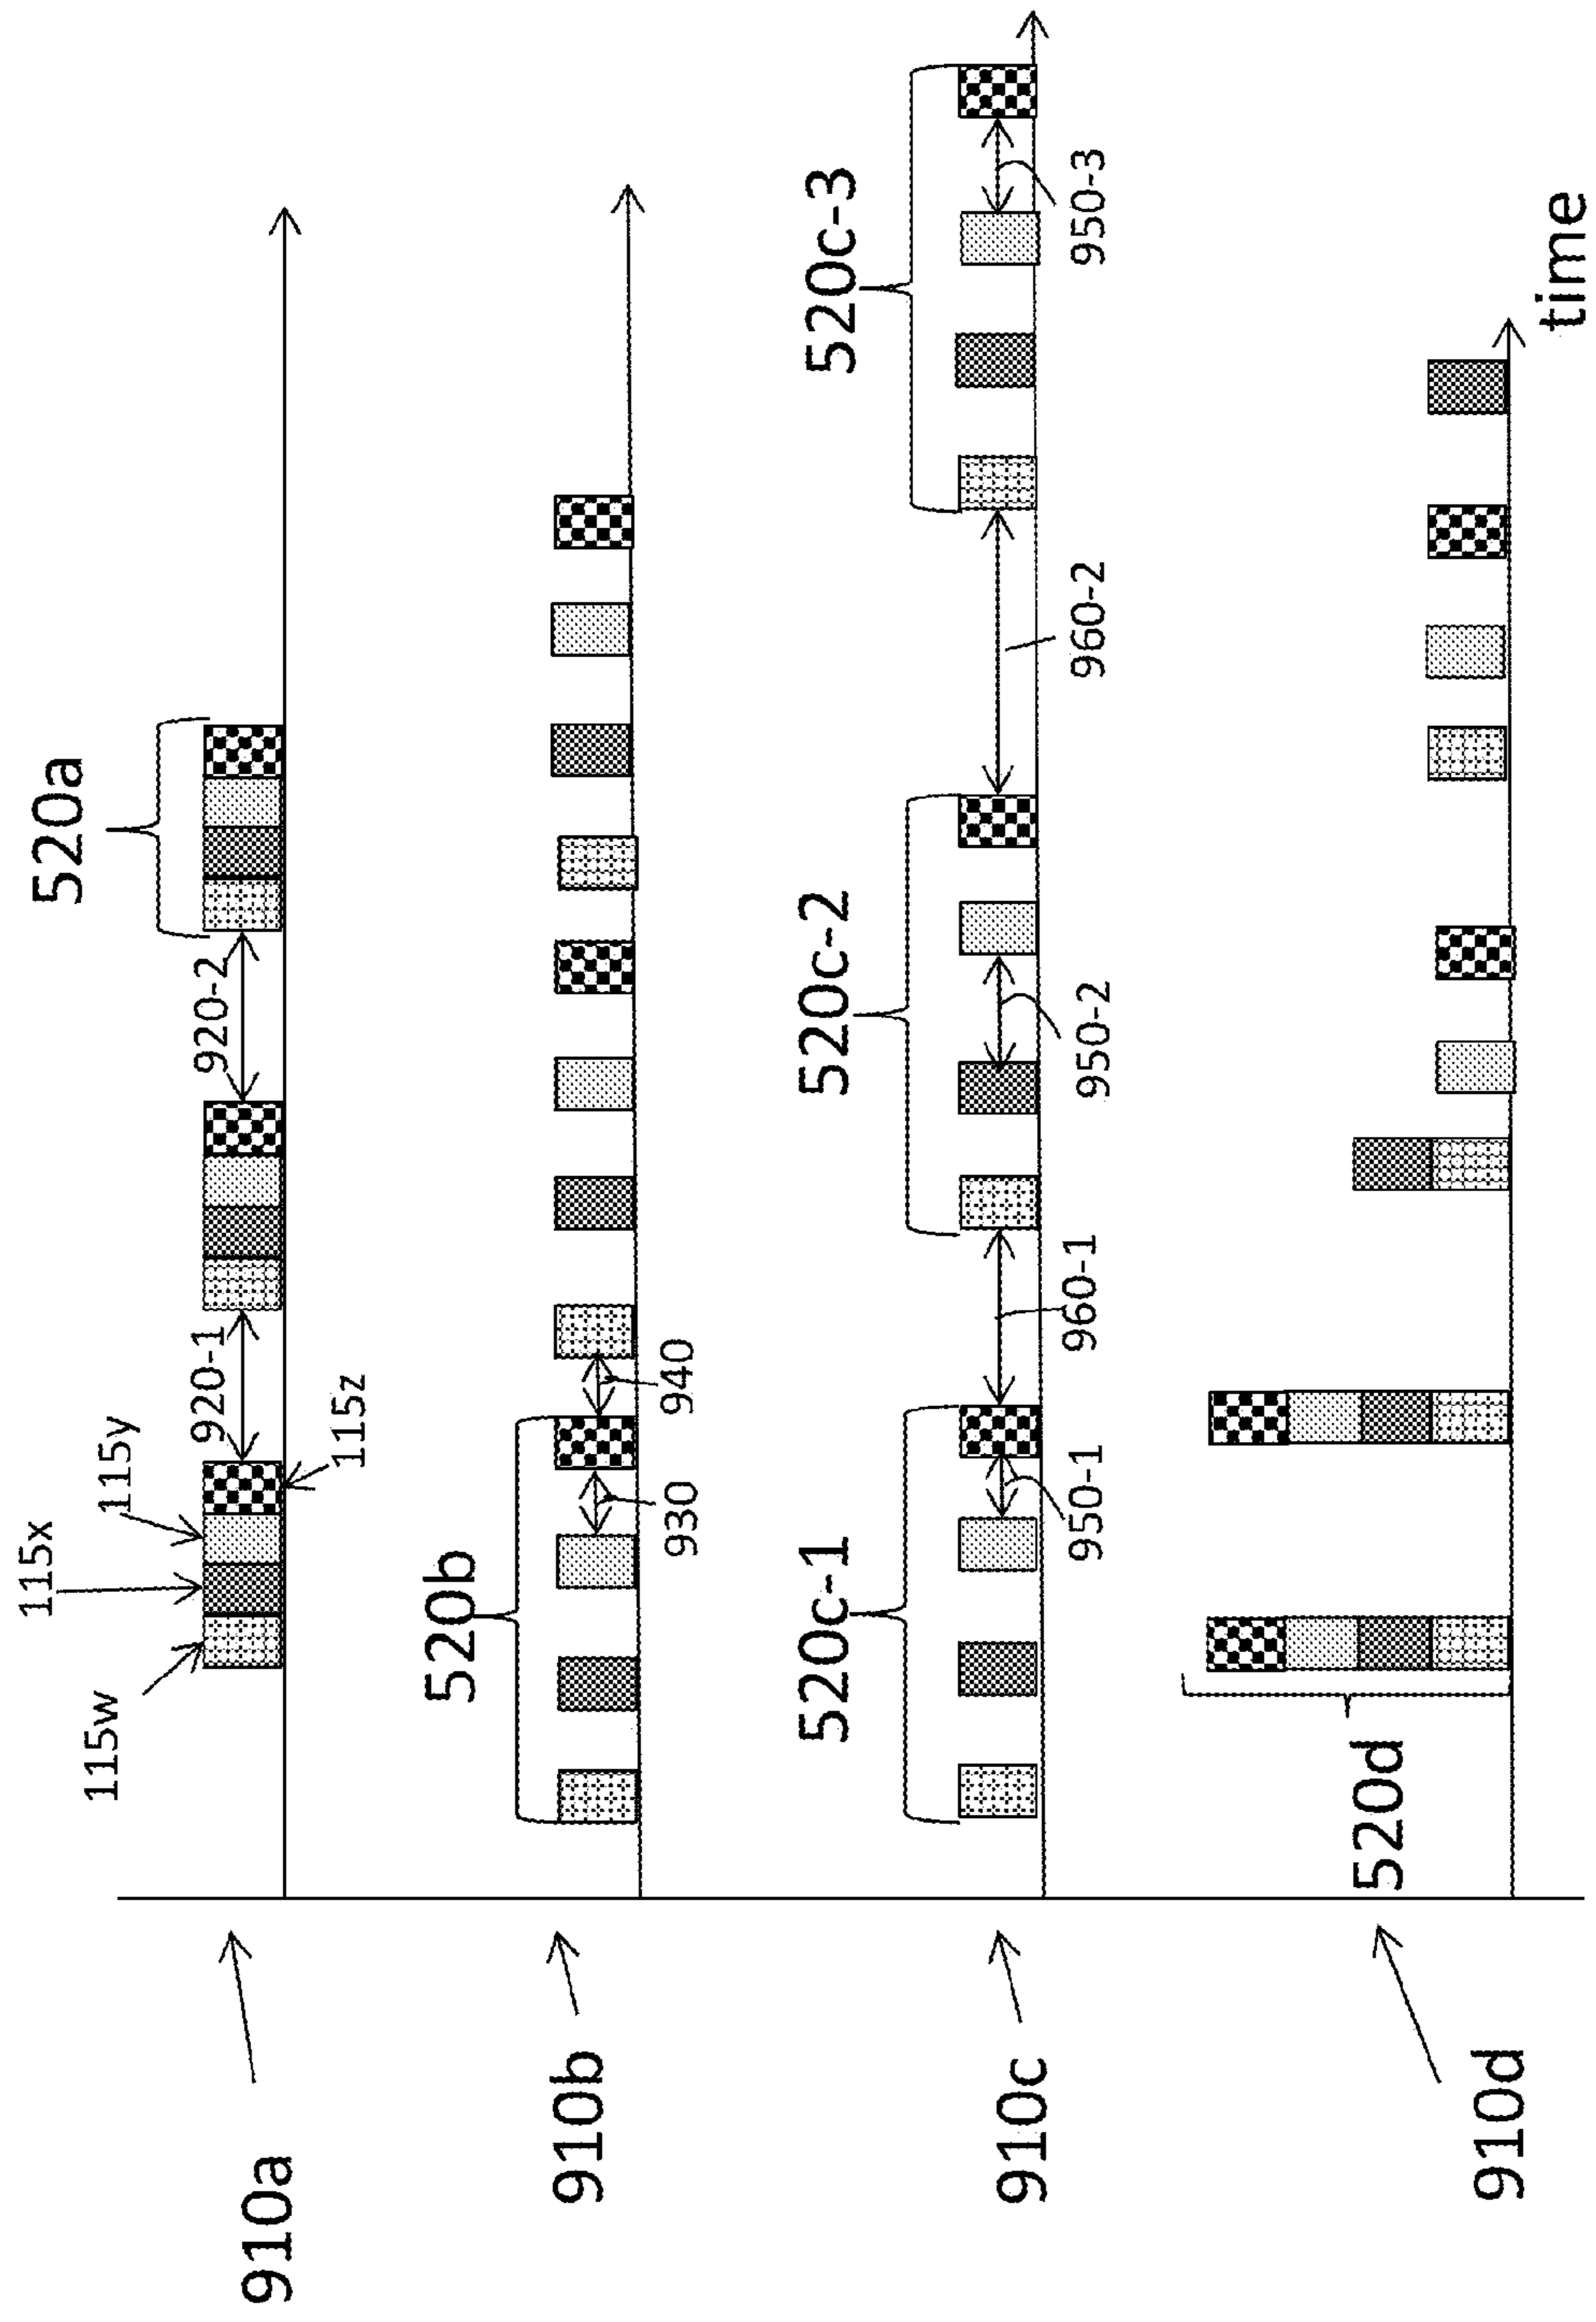 910a
115w
115x
115y
115z
920-1
920-2
520a
910b
520b
930
940
910c
520c-1
950-1
960-1
520c-2
950-2
960-2
520c-3
950-3
910d
520d
time